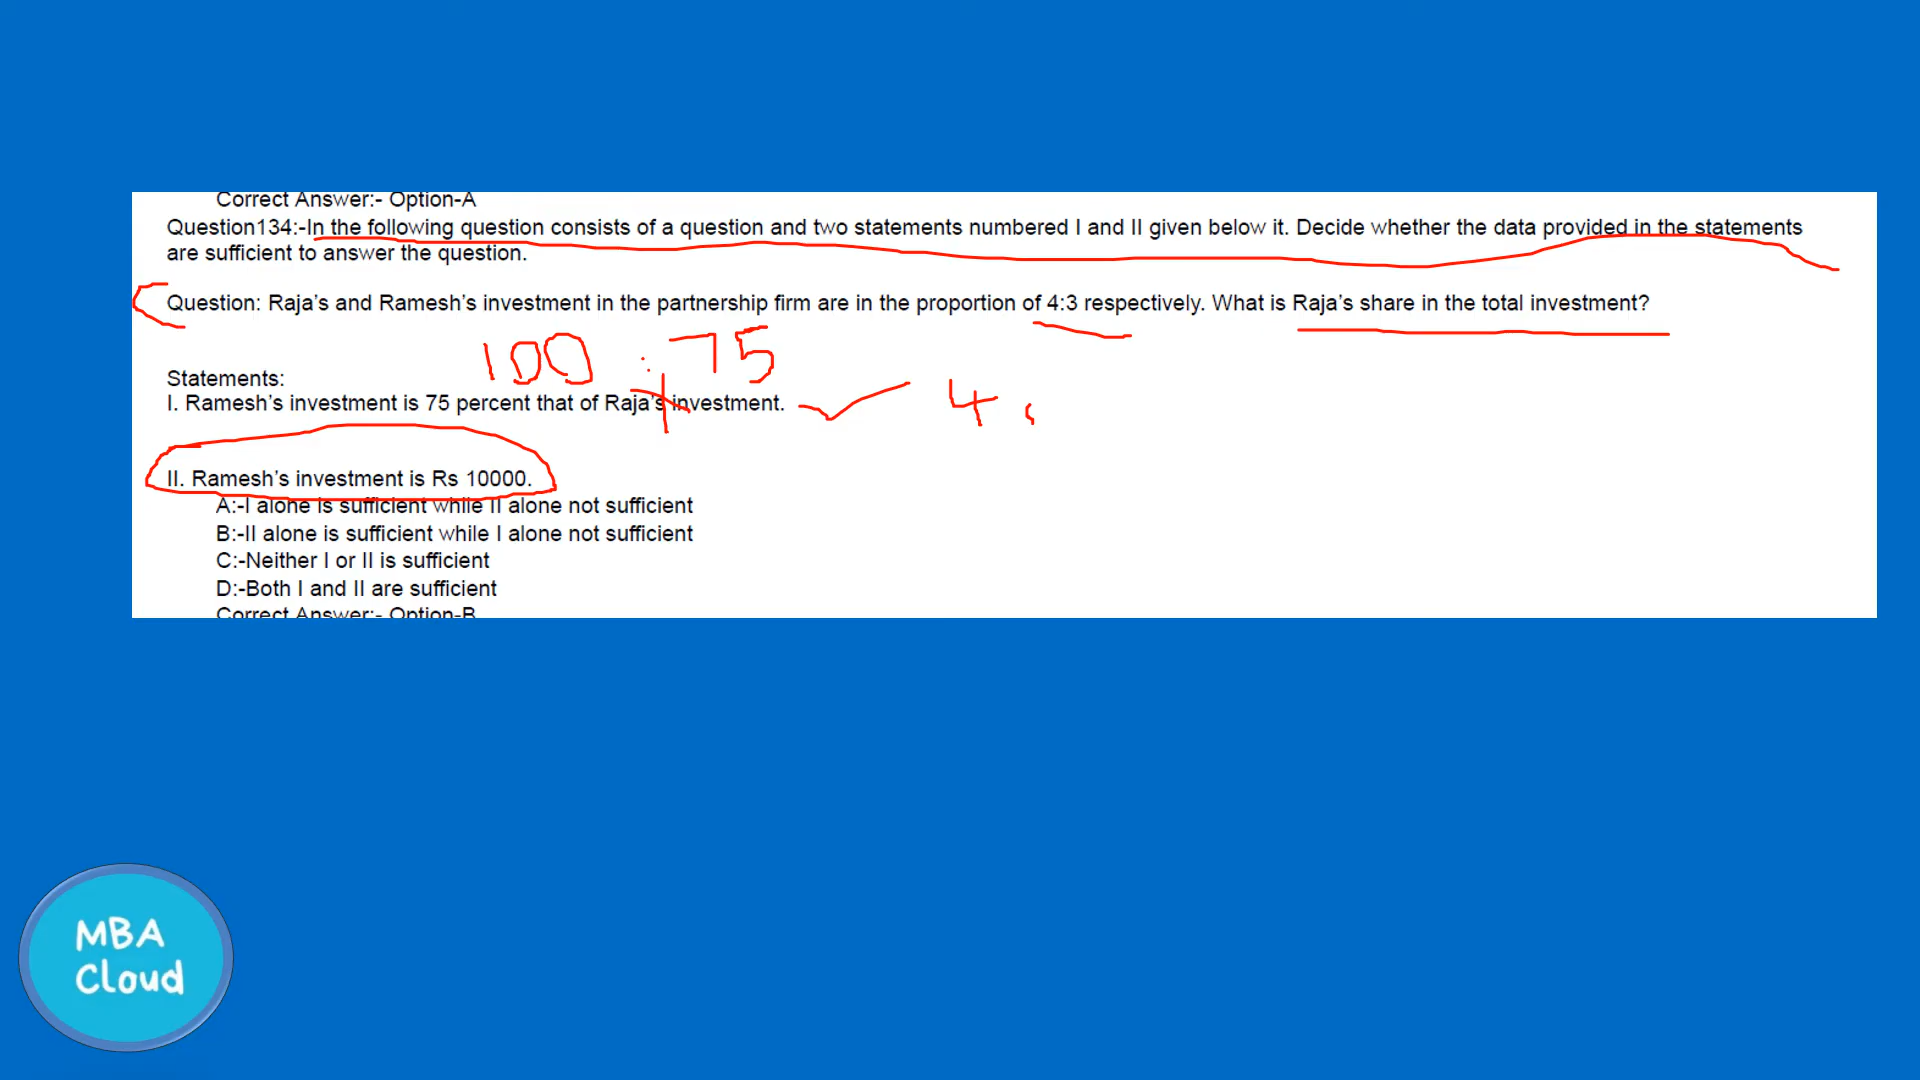 Correct Answer:- Option-A
Question134:-In the following question consists of a question and two statements numbered I and II given below it. Decide whether the data provided in the statements
are sufficient to answer the question.
Question: Raja's and Ramesh's investment in the partnership firm are in the proportion of 4:3 respectively. What is Raja's share in the total investment?
100 : 75
Statements:
I. Ramesh's investment is 75 percent that of Raja's investment.
4
II. Ramesh's investment is Rs 10000.
A:-I alone is sufficient while II alone not sufficient
B:-II alone is sufficient while I alone not sufficient
C:-Neither I or II is sufficient
D:-Both I and II are sufficient
Correct Answer:- Option-B
MBA
Cloud